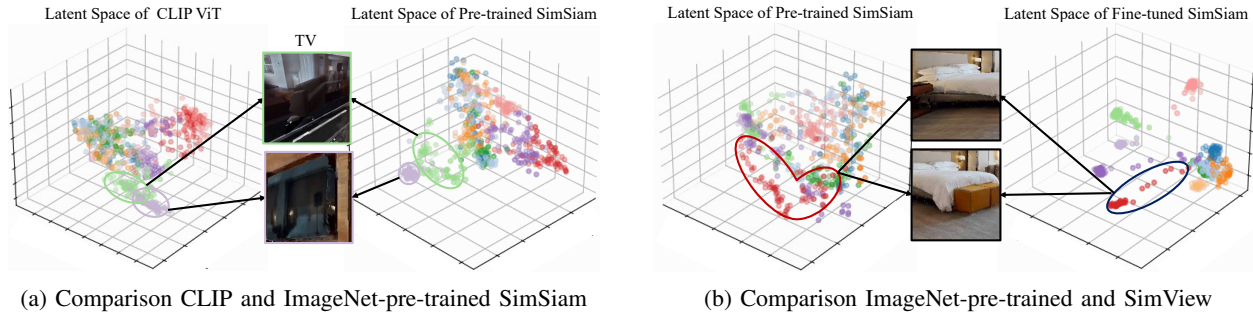 Latent Space of CLIP ViT
TV
Latent Space of Pre-trained SimSiam
Latent Space of Pre-trained SimSiam
Latent Space of Fine-tuned SimSiam
(a) Comparison CLIP and ImageNet-pre-trained SimSiam
(b) Comparison ImageNet-pre-trained and SimView